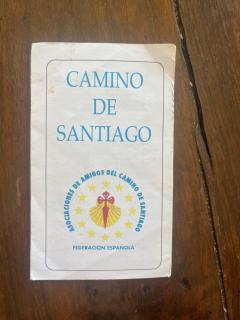 CAMINO
DE
SANTIAGO
ASOCIACIONES DE AMIGOS DEL CAMINO DE SANTIAGO
FEDERACION ESPAÑOLA